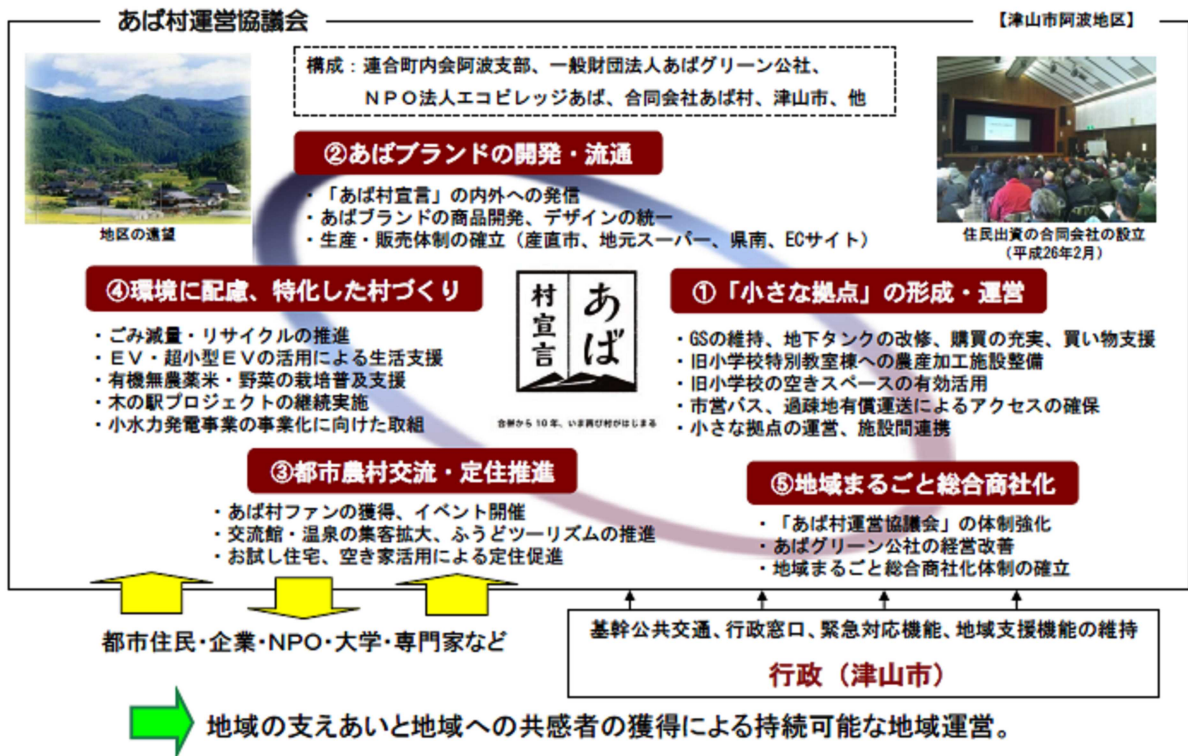 あば村運営協議会
【津山市阿波地区】
構成：連合町内会阿波支部、一般財団法人あばグリーン公社、
ＮＰＯ法人エコビレッジあば、合同会社あば村、津山市、他
地区の遠望
住民出資の合同会社の設立
（平成26年2月）
②あばブランドの開発・流通
・「あば村宣言」の内外への発信
・あばブランドの商品開発、デザインの統一
・生産・販売体制の確立（産直市、地元スーパー、県南、ECサイト）
④環境に配慮、特化した村づくり
・ごみ減量・リサイクルの推進
・ＥＶ・超小型ＥＶの活用による生活支援
・有機無農薬米・野菜の栽培普及支援
・木の駅プロジェクトの継続実施
・小水力発電事業の事業化に向けた取組
あば
村宣言
合併から10年、いま再び村がはじまる
①「小さな拠点」の形成・運営
・GSの維持、地下タンクの改修、購買の充実、買い物支援
・旧小学校特別教室棟への農産加工施設整備
・旧小学校の空きスペースの有効活用
・市営バス、過疎地有償運送によるアクセスの確保
・小さな拠点の運営、施設間連携
③都市農村交流・定住推進
・あば村ファンの獲得、イベント開催
・交流館・温泉の集客拡大、ふうどツーリズムの推進
・お試し住宅、空き家活用による定住促進
⑤地域まるごと総合商社化
・「あば村運営協議会」の体制強化
・あばグリーン公社の経営改善
・地域まるごと総合商社化体制の確立
都市住民・企業・NPO・大学・専門家など
基幹公共交通、行政窓口、緊急対応機能、地域支援機能の維持
行政（津山市）
地域の支えあいと地域への共感者の獲得による持続可能な地域運営。